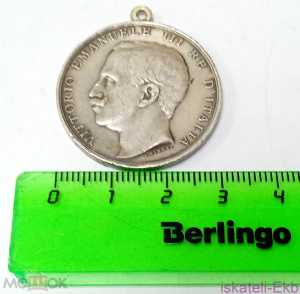 VITTORIO EMANUELE III RE D'ITALIA
0 1 2 3 4
Berlingo
iskateli-Ekb